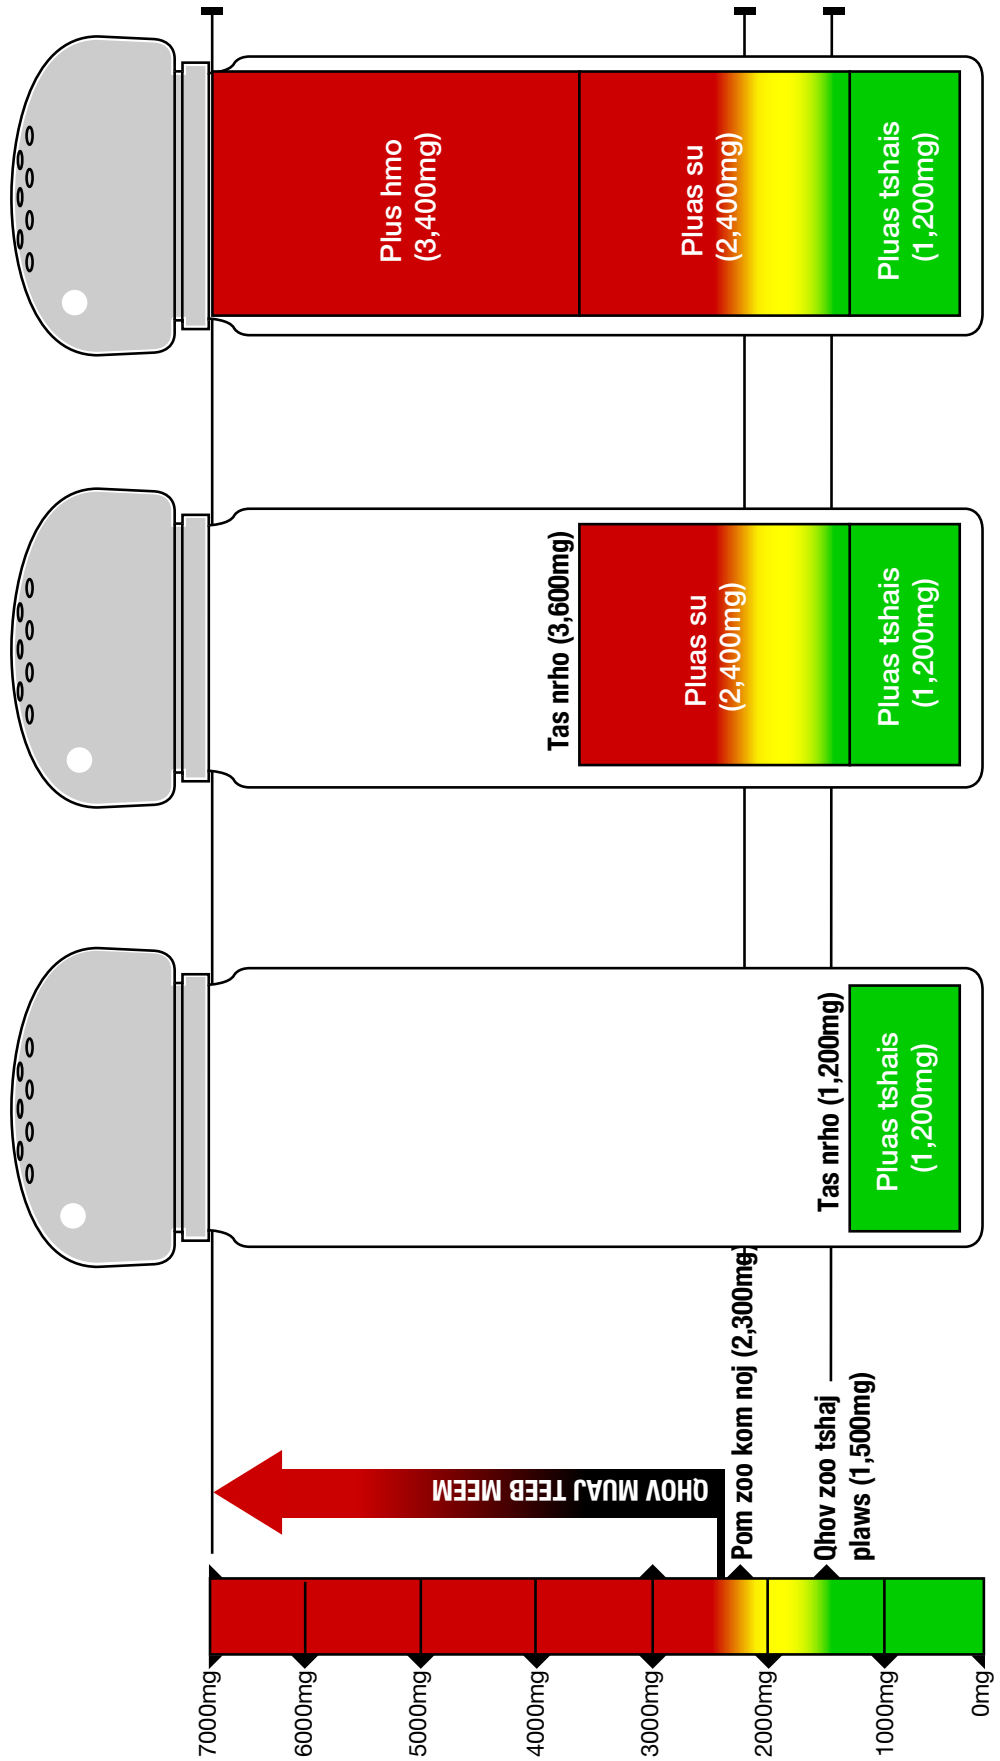 7000mg
6000mg
5000mg
4000mg
3000mg
2000mg
1000mg
0mg
QHOV MUAJ TEEB MEEM
Pom zoo kom noj (2,300mg)
Qhov zoo tshaj
plaws (1,500mg)
Tas nrho (1,200mg)
Pluas tshais
(1,200mg)
Tas nrho (3,600mg)
Pluas su
(2,400mg)
Pluas tshais
(1,200mg)
Plus hmo
(3,400mg)
Pluas su
(2,400mg)
Pluas tshais
(1,200mg)